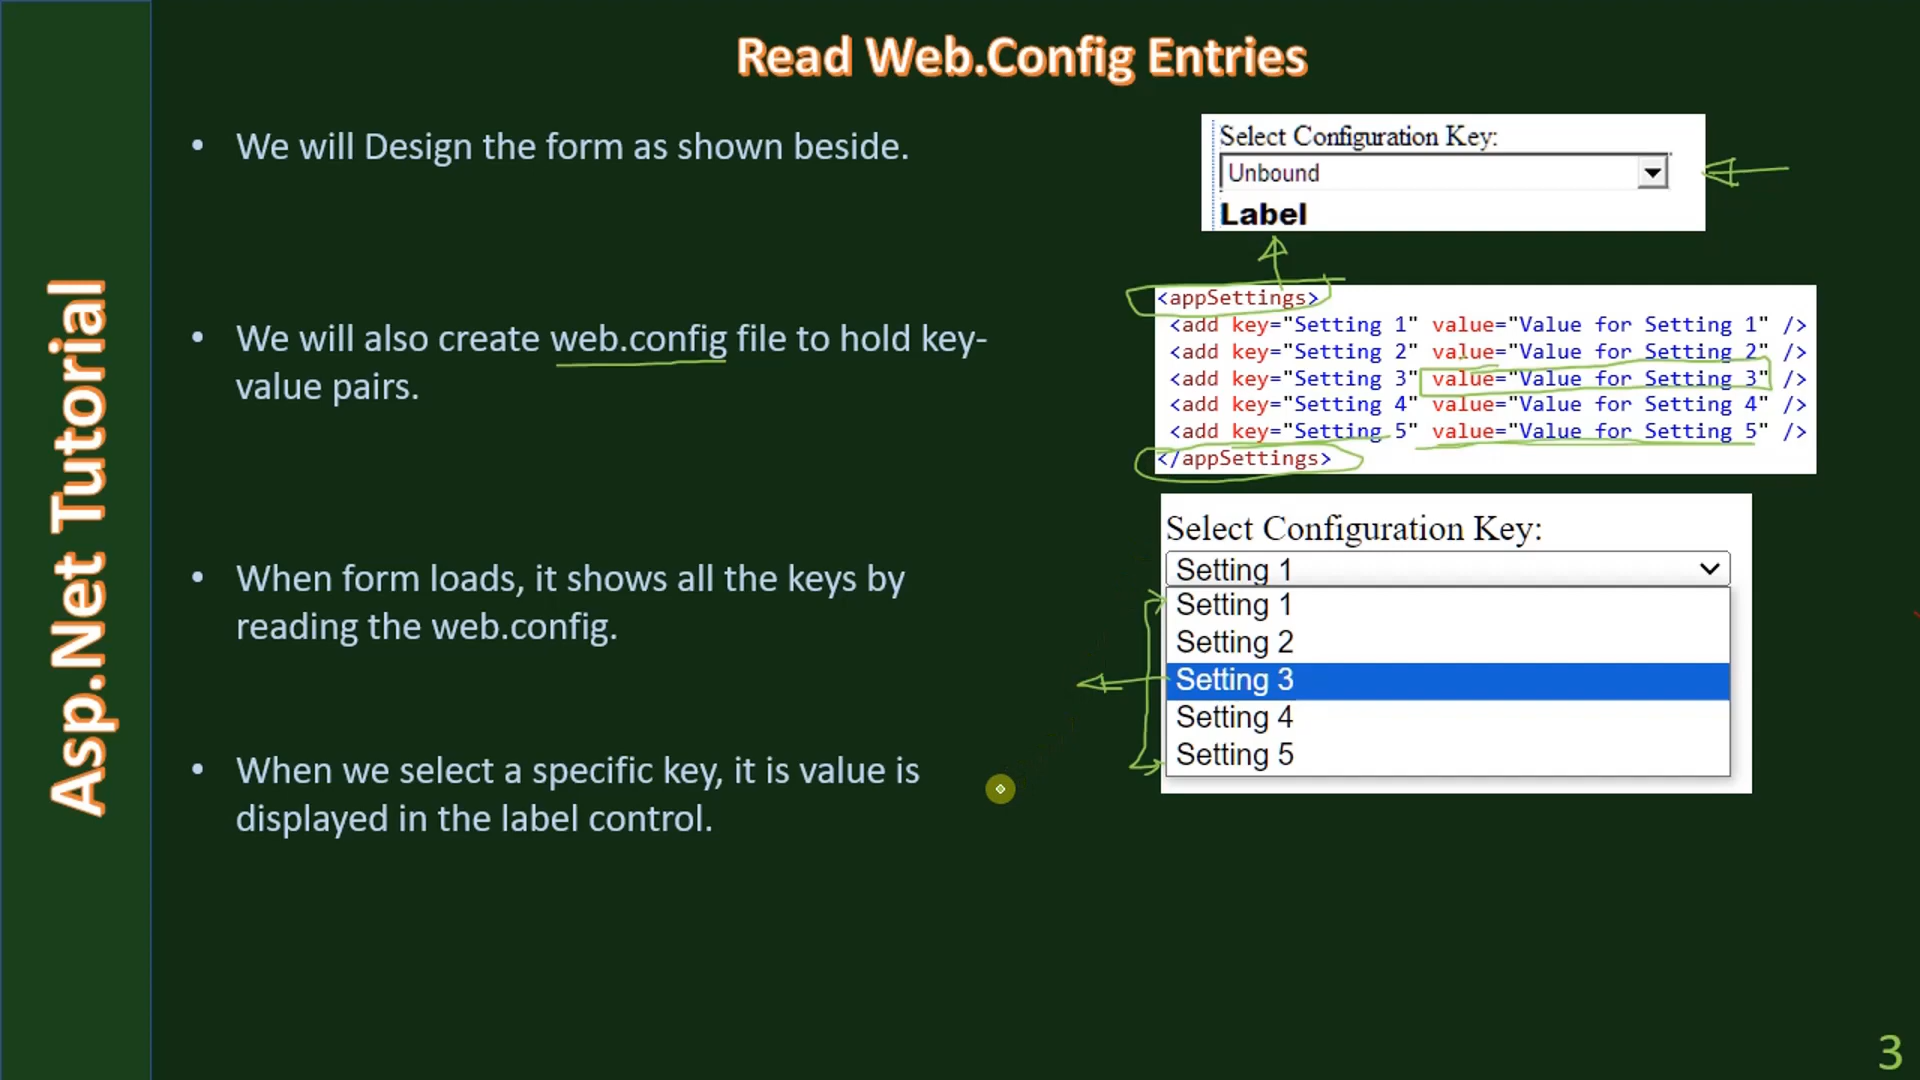 Read Web.Config Entries
Asp.Net Tutorial
• We will Design the form as shown beside.
• We will also create web.config file to hold key-
value pairs.
• When form loads, it shows all the keys by
reading the web.config.
• When we select a specific key, it is value is
displayed in the label control.
Select Configuration Key:
Unbound
Label
<appSettings>
<add key="Setting 1" value="Value for Setting 1" />
<add key="Setting 2" value="Value for Setting 2" />
<add key="Setting 3" value="Value for Setting 3" />
<add key="Setting 4" value="Value for Setting 4" />
<add key="Setting 5" value="Value for Setting 5" />
</appSettings>
Select Configuration Key:
Setting 1
Setting 1
Setting 2
Setting 3
Setting 4
Setting 5
3